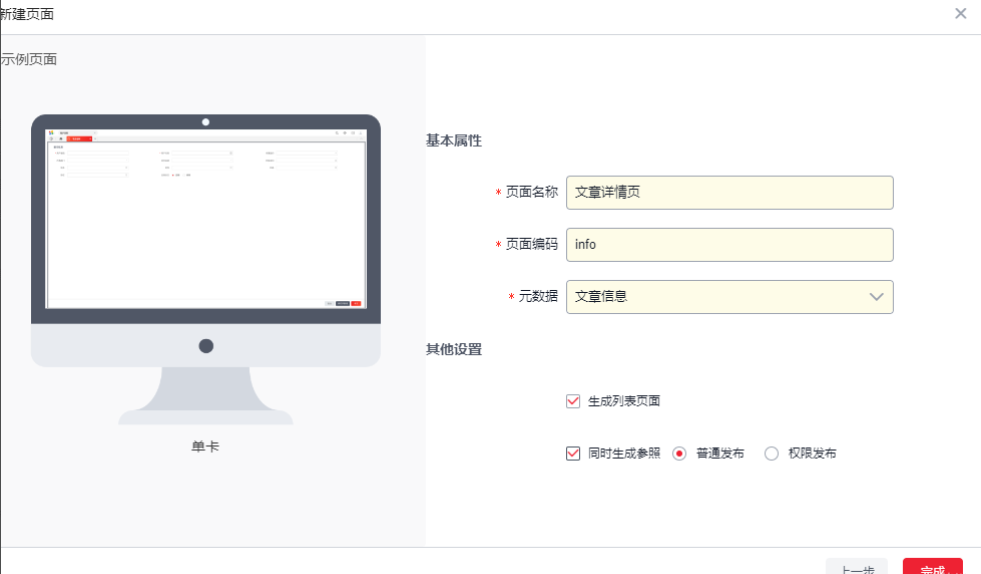 新建页面
示例页面
基本属性
* 页面名称 文章详情页
* 页面编码 info
* 元数据 文章信息
其他设置
生成列表页面
同时生成参照 普通发布 权限发布
单卡
上一步 完成